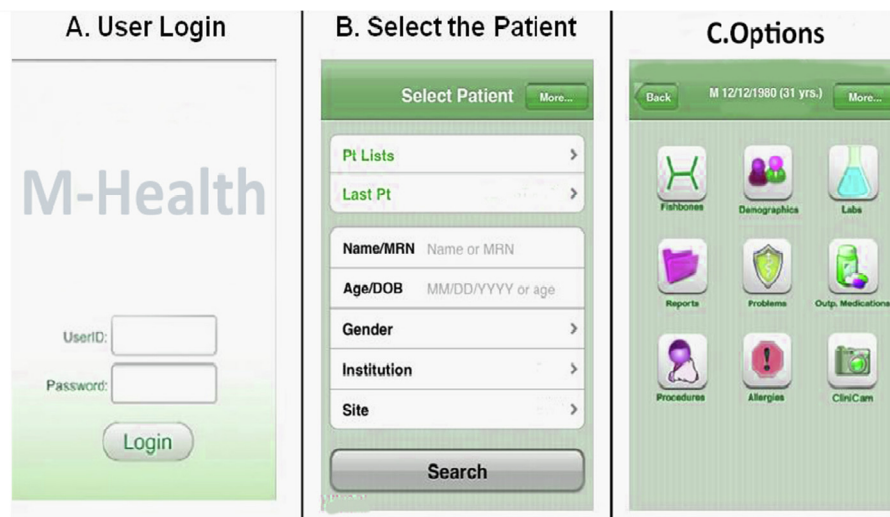 A. User Login
M-Health
UserID:
Password:
Login
B. Select the Patient
Select Patient More...
Pt Lists
Last Pt
Name/MRN Name or MRN
Age/DOB MM/DD/YYYY or age
Gender
Institution
Site
Search
C.Options
Back M 12/12/1980 (31 yrs.) More...
Fishbones Demographics Labs
Reports Problems Outp. Medications
Procedures Allergies CliniCam